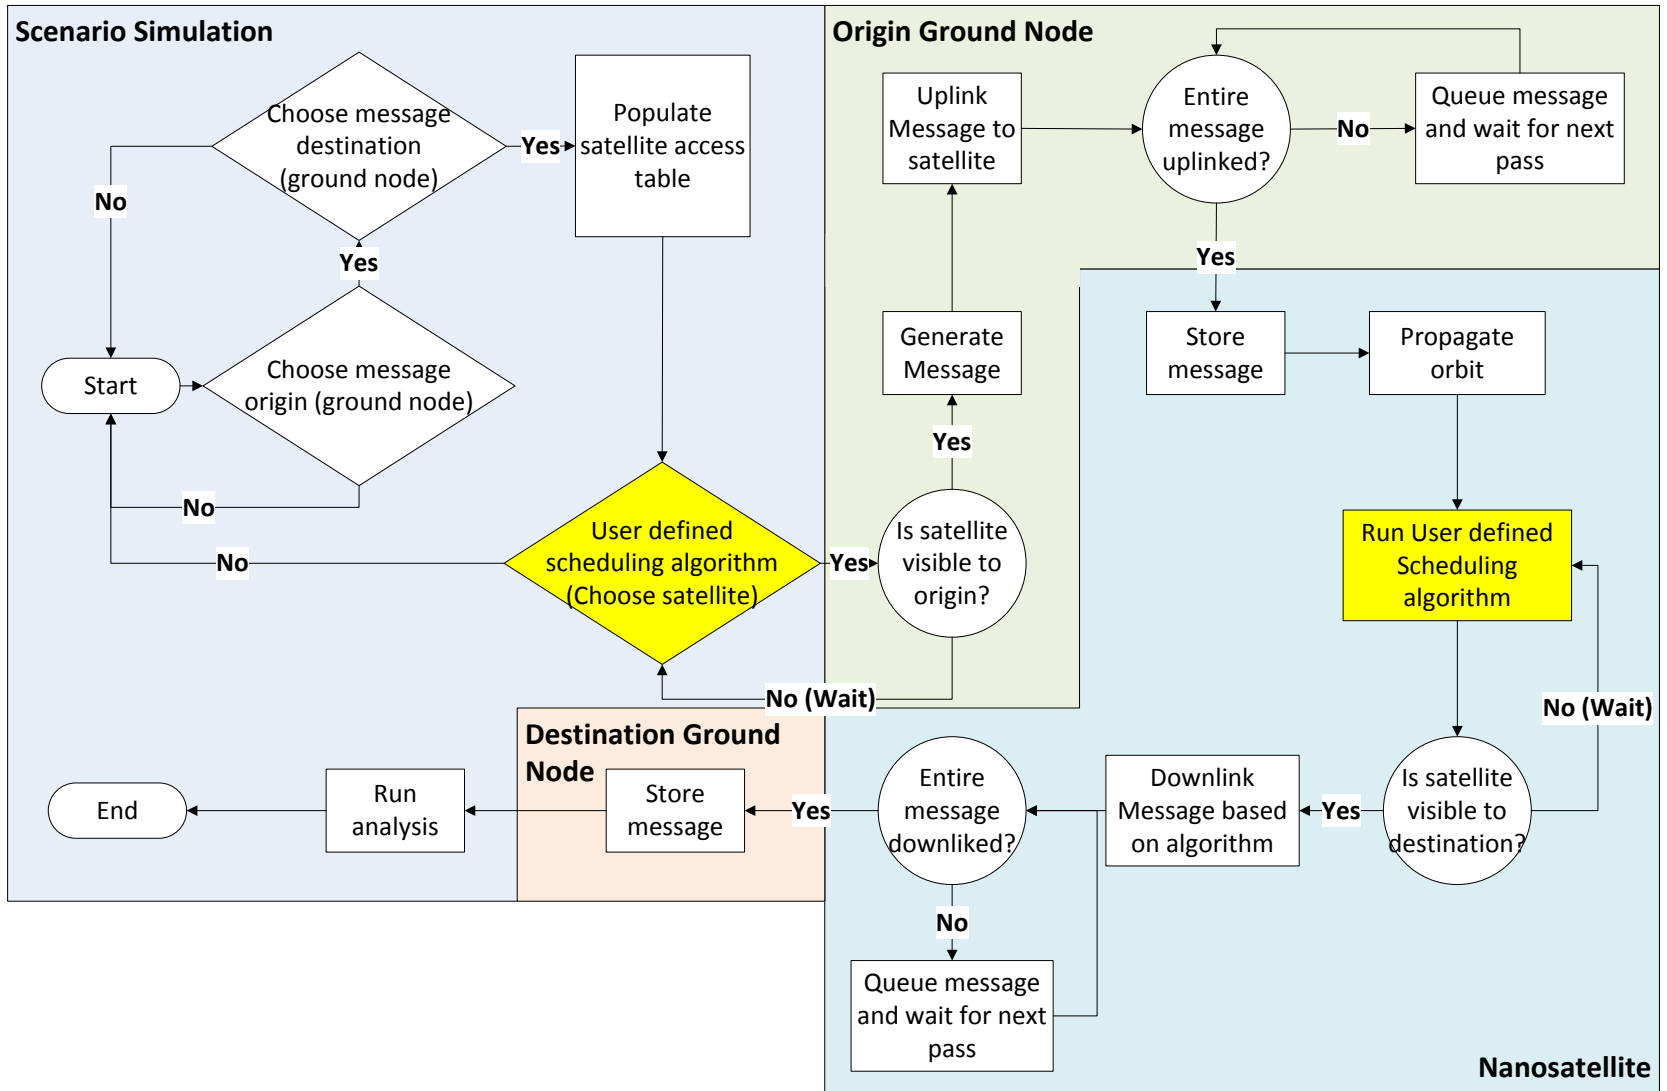 Scenario Simulation
Choose message
destination
(ground node)
Yes
Populate
satellite access
table
No
Yes
Start
Choose message
origin (ground node)
No
No
User defined
scheduling algorithm
(Choose satellite)
Yes
No (Wait)
Origin Ground Node
Uplink
Message to
satellite
Entire
message
uplinked?
No
Queue message
and wait for next
pass
Yes
Generate
Message
Yes
Is satellite
visible to
origin?
Store
message
Propagate
orbit
Run User defined
Scheduling
algorithm
No (Wait)
Is satellite
visible to
destination?
Yes
Downlink
Message based
on algorithm
Entire
message
downliked?
No
Queue message
and wait for next
pass
Nanosatellite
Yes
Destination Ground
Node
Store
message
Run
analysis
End